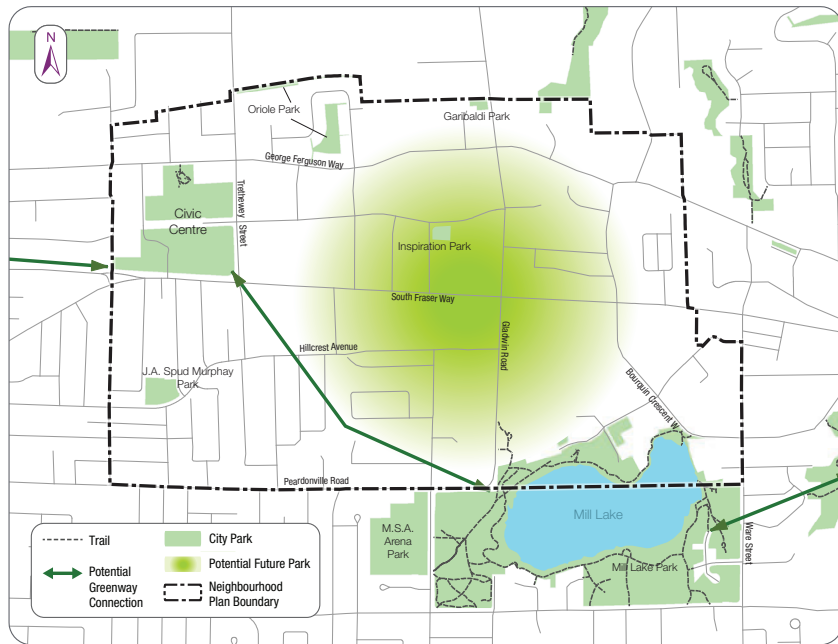 N
Oriole Park
Garibaldi Park
George Ferguson Way
Trethewey Street
Civic
Centre
Inspiration Park
South Fraser Way
Gladwin Road
Hillcrest Avenue
J.A. Spud Murphay
Park
Bourquin Crescent W.
Peardonville Road
Mill Lake
M.S.A.
Arena
Park
Mill Lake Park
Ware Street
Trail
City Park
Potential
Greenway
Connection
Potential Future Park
Neighbourhood
Plan Boundary